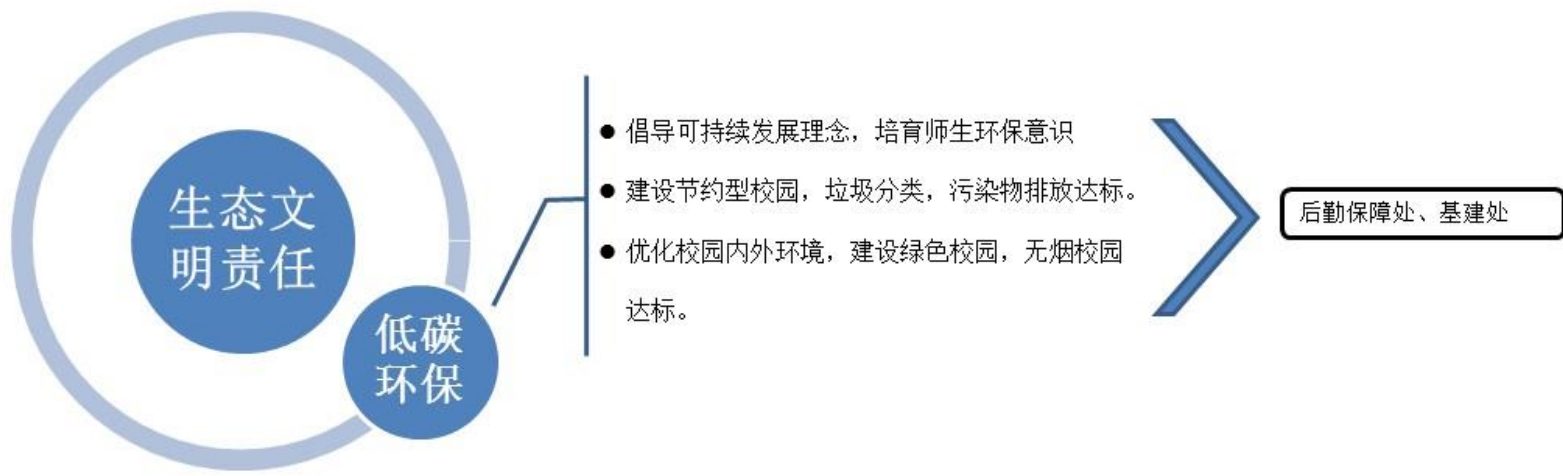 生态文
明责任
低碳
环保
● 倡导可持续发展理念，培育师生环保意识
● 建设节约型校园，垃圾分类，污染物排放达标。
● 优化校园内外环境，建设绿色校园，无烟校园
达标。
后勤保障处、基建处